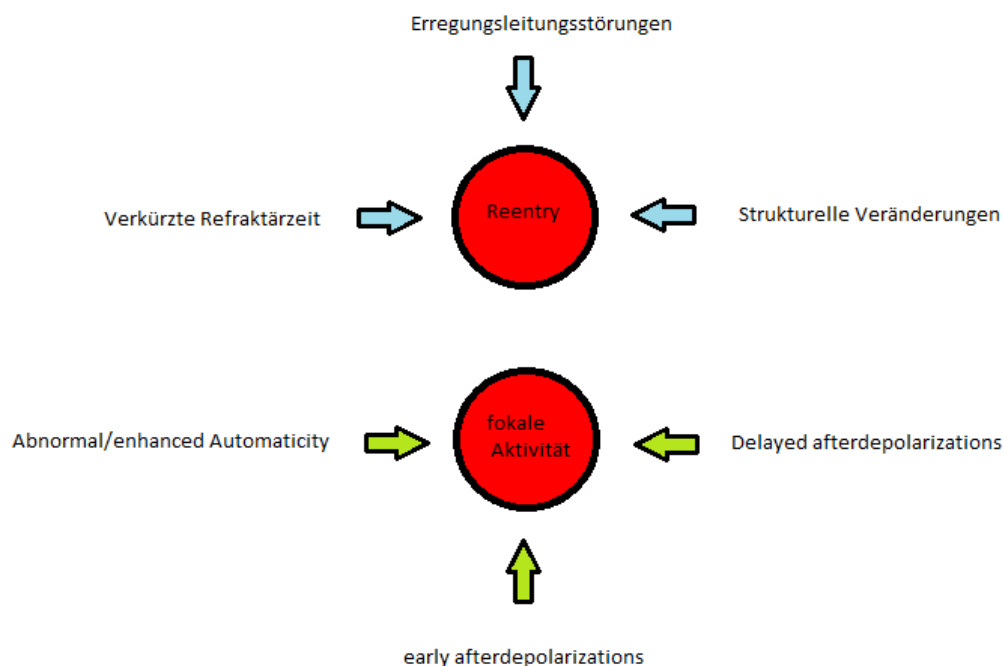 Erregungsleitungsstörungen
Verkürzte Refraktärzeit
Reentry
Strukturelle Veränderungen
Abnormal/enhanced Automaticity
fokale
Aktivität
Delayed afterdepolarizations
early afterdepolarizations